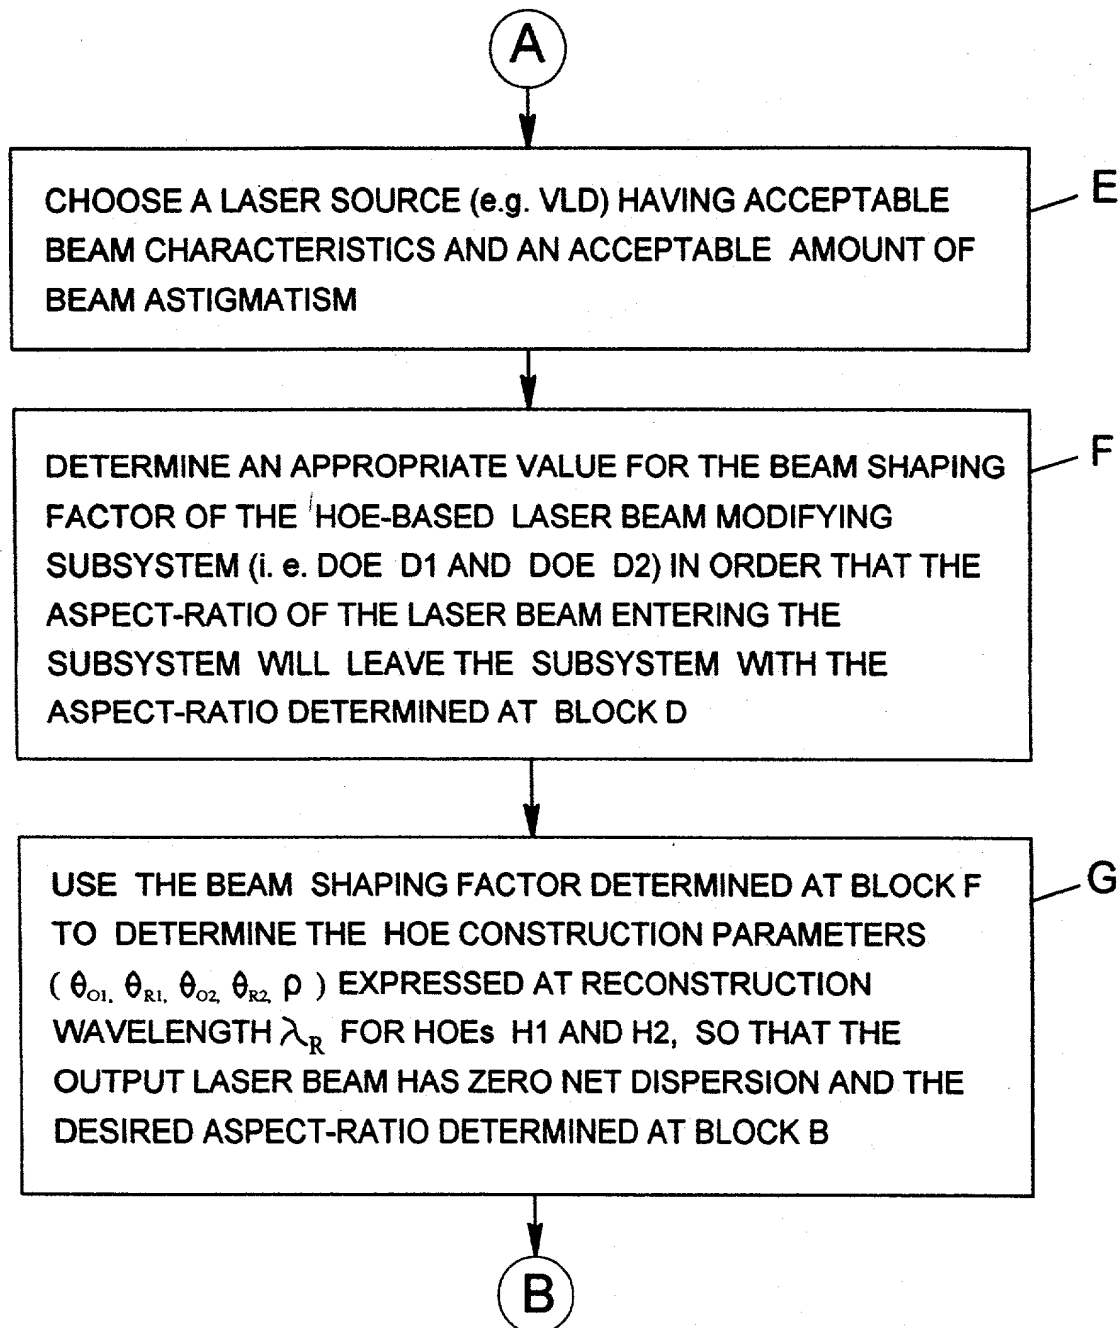 A
CHOOSE A LASER SOURCE (e.g. VLD) HAVING ACCEPTABLE
BEAM CHARACTERISTICS AND AN ACCEPTABLE AMOUNT OF
BEAM ASTIGMATISM
E
DETERMINE AN APPROPRIATE VALUE FOR THE BEAM SHAPING
FACTOR OF THE HOE-BASED LASER BEAM MODIFYING
SUBSYSTEM (i. e. DOE D1 AND DOE D2) IN ORDER THAT THE
ASPECT-RATIO OF THE LASER BEAM ENTERING THE
SUBSYSTEM WILL LEAVE THE SUBSYSTEM WITH THE
ASPECT-RATIO DETERMINED AT BLOCK D
F
USE THE BEAM SHAPING FACTOR DETERMINED AT BLOCK F
TO DETERMINE THE HOE CONSTRUCTION PARAMETERS
( θO1, θR1, θO2, θR2, ρ ) EXPRESSED AT RECONSTRUCTION
WAVELENGTH λR FOR HOEs H1 AND H2, SO THAT THE
OUTPUT LASER BEAM HAS ZERO NET DISPERSION AND THE
DESIRED ASPECT-RATIO DETERMINED AT BLOCK B
G
B